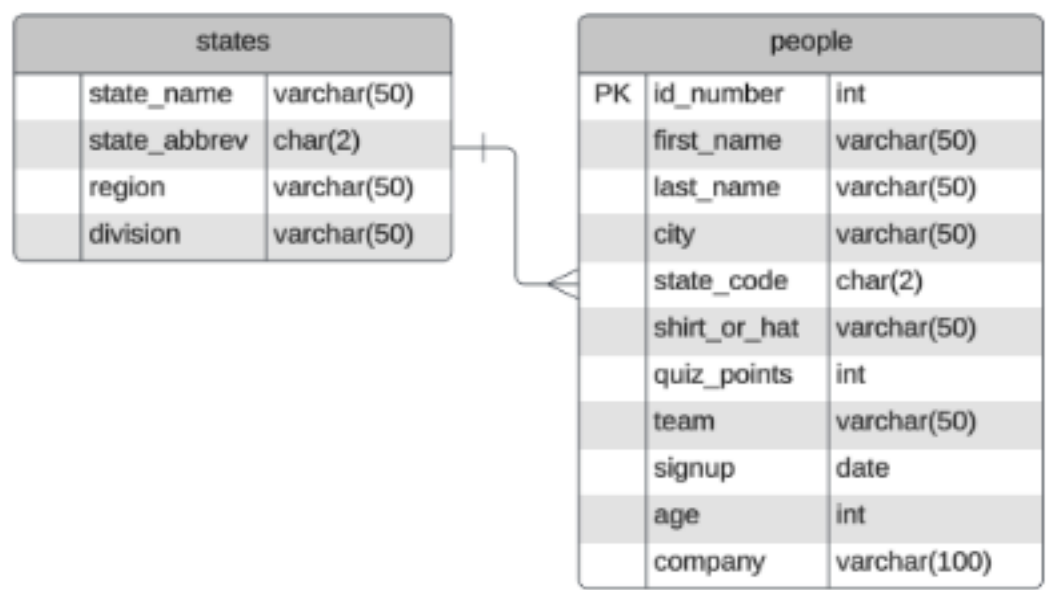 states
state_name varchar(50)
state_abbrev char(2)
region varchar(50)
division varchar(50)
people
PK id_number int
first_name varchar(50)
last_name varchar(50)
city varchar(50)
state_code char(2)
shirt_or_hat varchar(50)
quiz_points int
team varchar(50)
signup date
age int
company varchar(100)